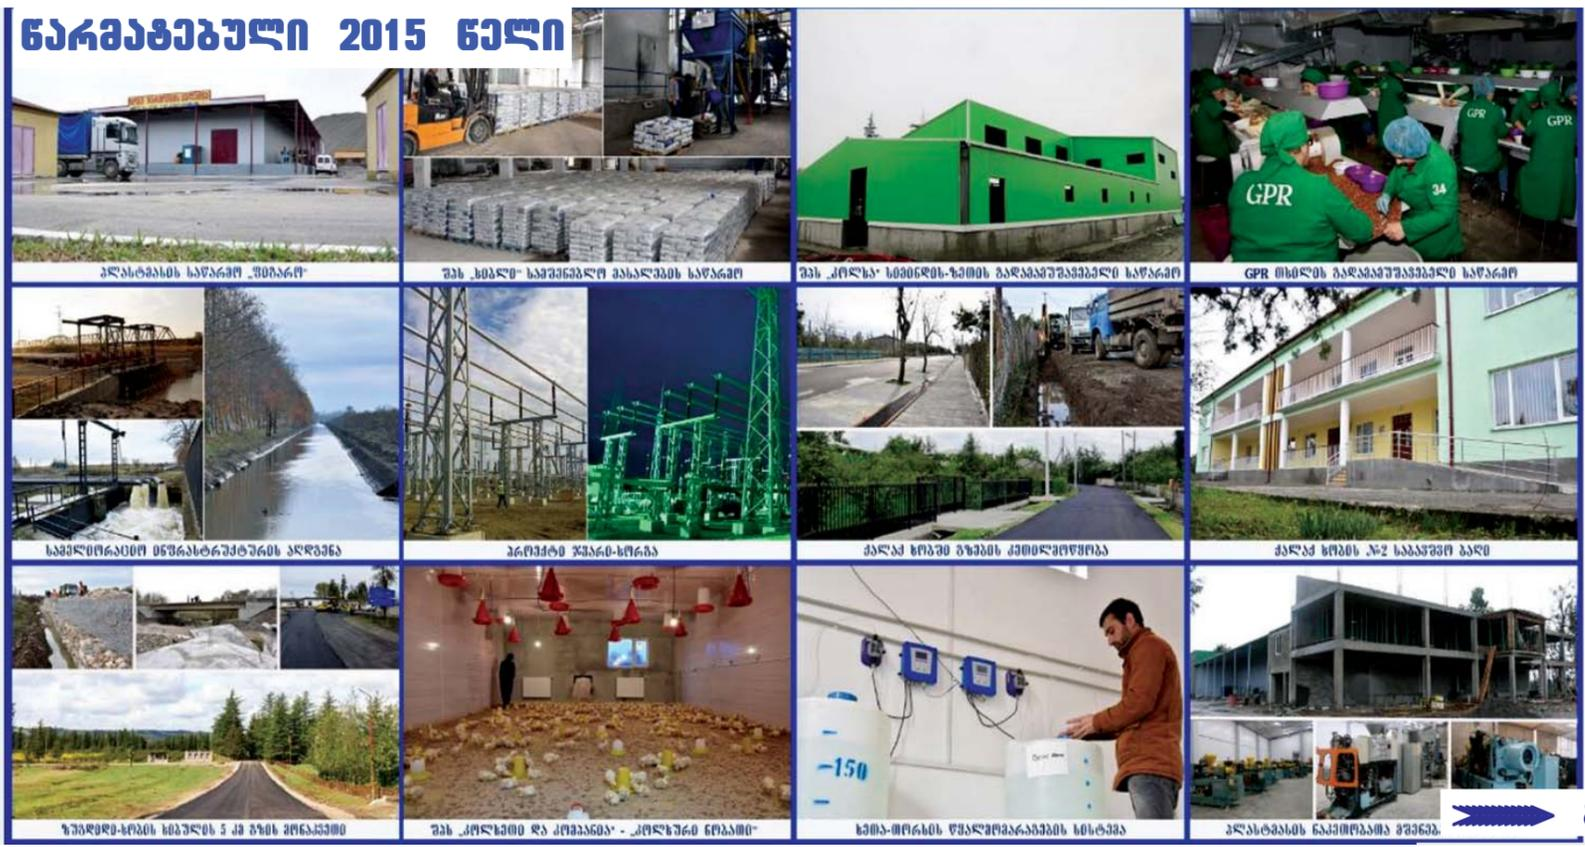 წარმატებული 2015 წელი
პლასტმასის საწარმო „ფიგარო“
შპს „სიბლი“ სამშენებლო მასალების საწარმო
შპს „კოლხა“ სიმინდის-ზეთის გადამამუშავებელი საწარმო
GPR
GPR
GPR
34
GPR თხილის გადამამუშავებელი საწარმო
სამელიორაციო ინფრასტრუქტურის აღდგენა
პროექტი ჯვარი-ხორგა
ქალაქ ხობში გზების კეთილმოწყობა
ქალაქ ხობის №2 საბავშვო ბაღი
ზუგდიდი-ხობის ხიბულის 5 კმ გზის მონაკვეთი
შპს „კოლხეთი და კომპანია“ - „კოლხური ნობათი“
-150
ხეთა-თორსის წყალმომარაგების სისტემა
პლასტმასის ნაკეთობათა მშენებ